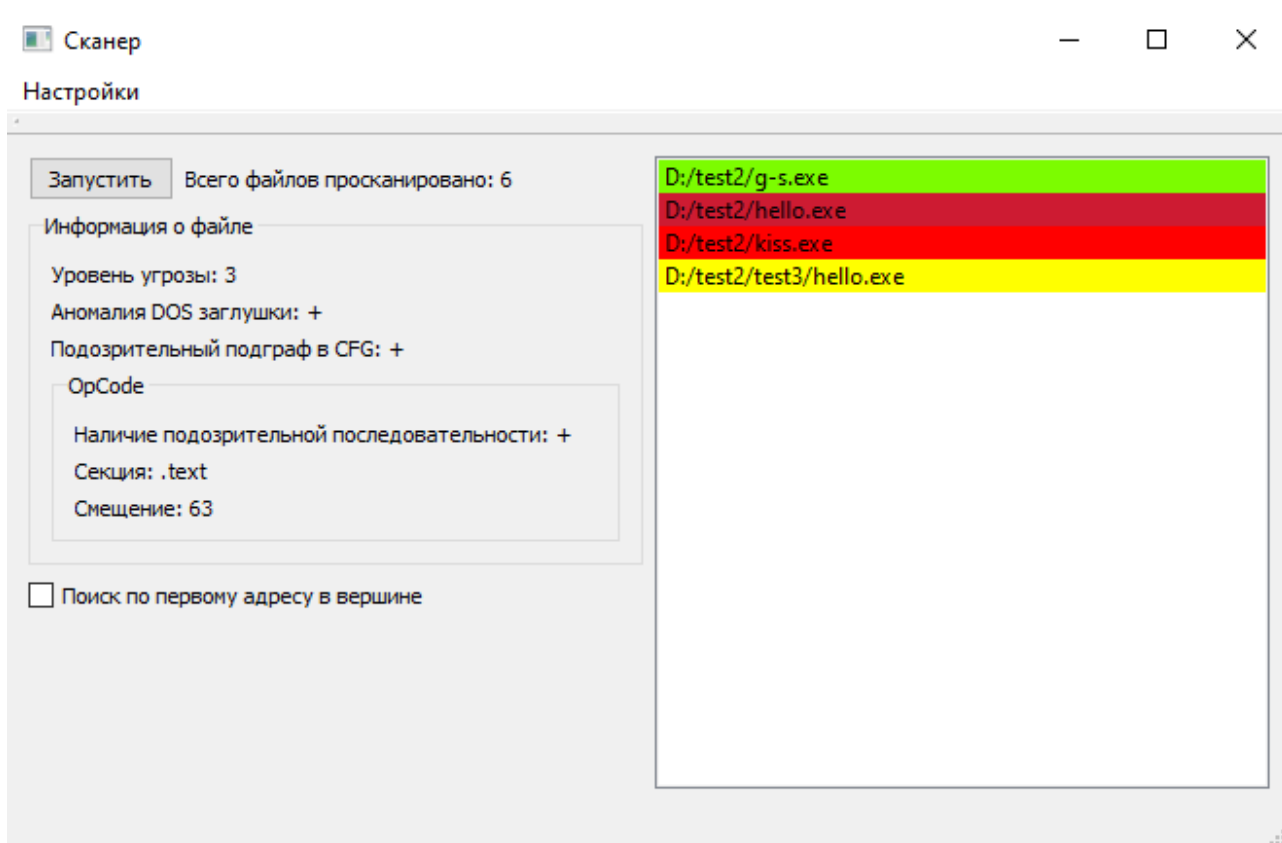 Сканер
Настройки
Запустить Всего файлов просканировано: 6
Информация о файле
Уровень угрозы: 3
Аномалия DOS заглушки: +
Подозрительный подграф в CFG: +
OpCode
Наличие подозрительной последовательности: +
Секция: .text
Смещение: 63
Поиск по первому адресу в вершине
D:/test2/g-s.exe
D:/test2/hello.exe
D:/test2/kiss.exe
D:/test2/test3/hello.exe